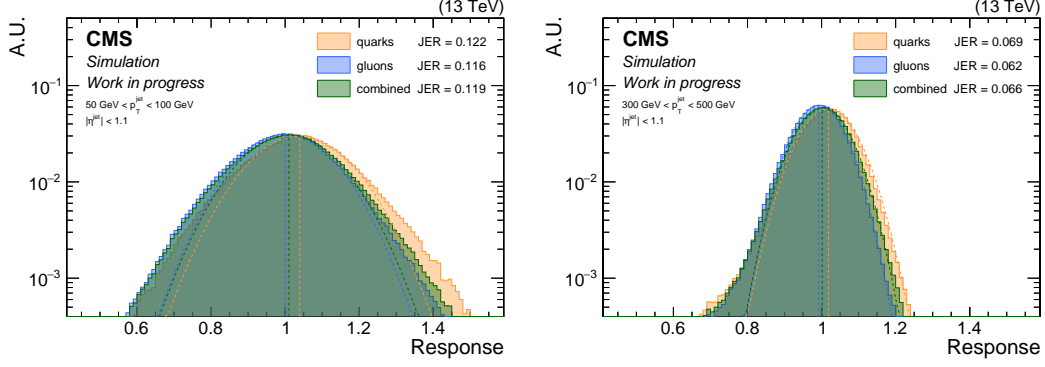 (13 TeV)
A.U.
CMS
Simulation
Work in progress
50 GeV < p_T^jet < 100 GeV
|η^jet| < 1.1
quarks JER = 0.122
gluons JER = 0.116
combined JER = 0.119
10⁻¹
10⁻²
10⁻³
0.6 0.8 1 1.2 1.4
Response
(13 TeV)
A.U.
CMS
Simulation
Work in progress
300 GeV < p_T^jet < 500 GeV
|η^jet| < 1.1
quarks JER = 0.069
gluons JER = 0.062
combined JER = 0.066
10⁻¹
10⁻²
10⁻³
0.6 0.8 1 1.2 1.4
Response